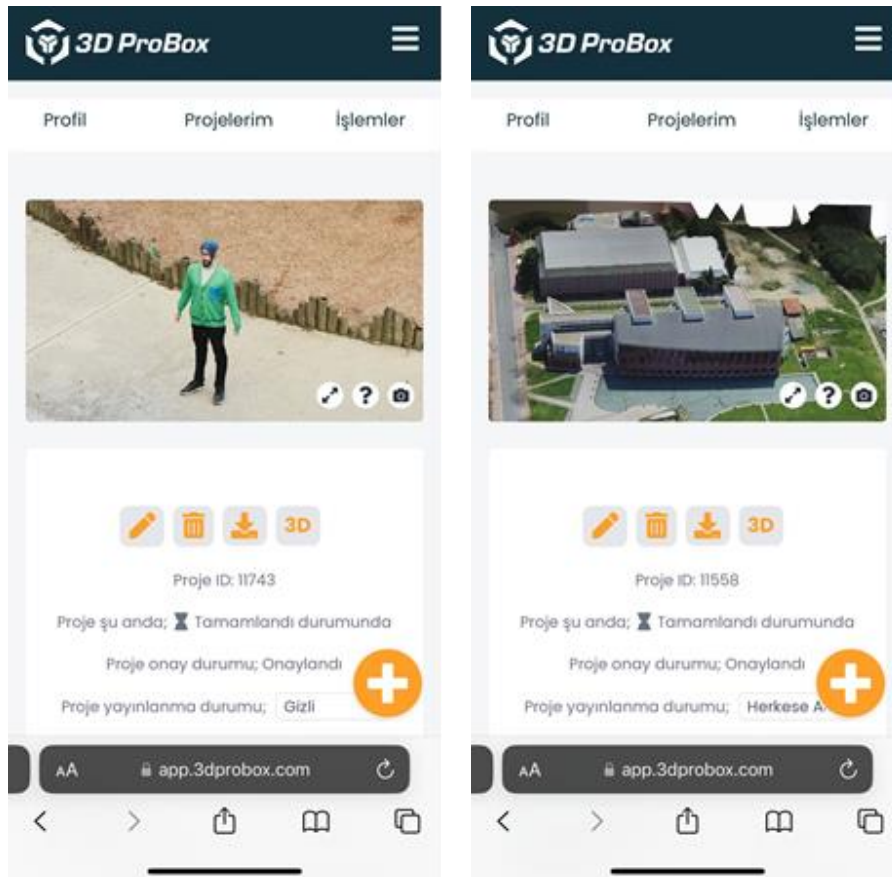 3D ProBox
Profil Projelerim İşlemler
?
3D
Proje ID: 11743
Proje şu anda; Tamamlandı durumunda
Proje onay durumu; Onaylandı
Proje yayınlanma durumu; Gizli
AA app.3dprobox.com
3D ProBox
Profil Projelerim İşlemler
?
3D
Proje ID: 11558
Proje şu anda; Tamamlandı durumunda
Proje onay durumu; Onaylandı
Proje yayınlanma durumu; Herkese A
AA app.3dprobox.com